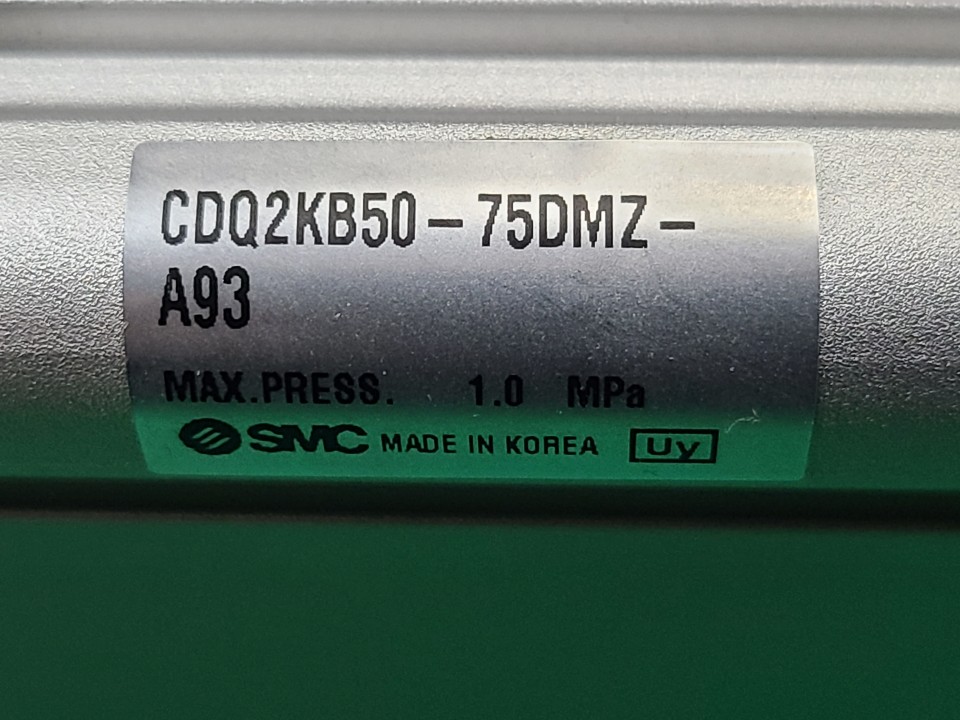 CDQ2KB50-75DMZ-
A93
MAX.PRESS. 1.0 MPa
SMC MADE IN KOREA Uy